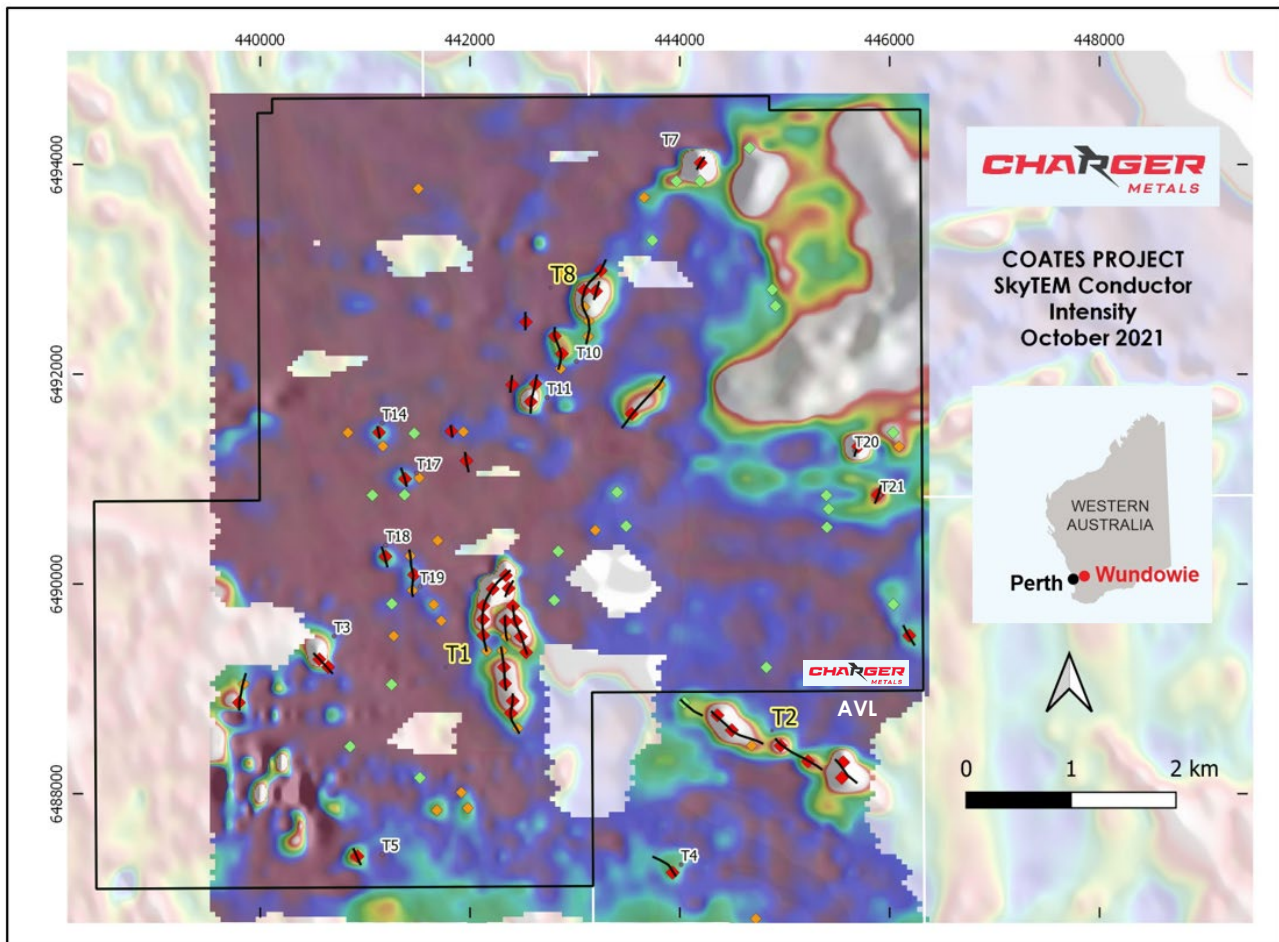 440000 442000 444000 446000 448000
6494000
6492000
6490000
6488000
CHARGER
METALS
COATES PROJECT
SkyTEM Conductor
Intensity
October 2021
WESTERN
AUSTRALIA
Perth Wundowie
0 1 2 km
T7
T8
T10
T11
T14
T17
T20
T21
T18
T19
T3
T1
CHARGER
METALS
AVL
T2
T5
T4